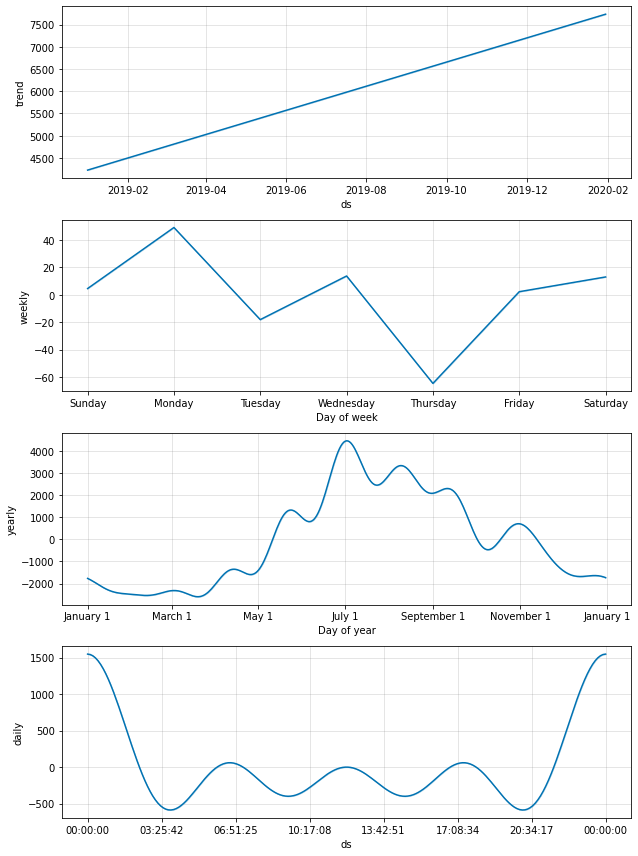 7500
7000
6500
6000
5500
5000
4500
trend
2019-02 2019-04 2019-06 2019-08 2019-10 2019-12 2020-02
ds
40
20
0
−20
−40
−60
weekly
Sunday Monday Tuesday Wednesday Thursday Friday Saturday
Day of week
4000
3000
2000
1000
0
−1000
−2000
yearly
January 1 March 1 May 1 July 1 September 1 November 1 January 1
Day of year
1500
1000
500
0
−500
daily
00:00:00 03:25:42 06:51:25 10:17:08 13:42:51 17:08:34 20:34:17 00:00:00
ds